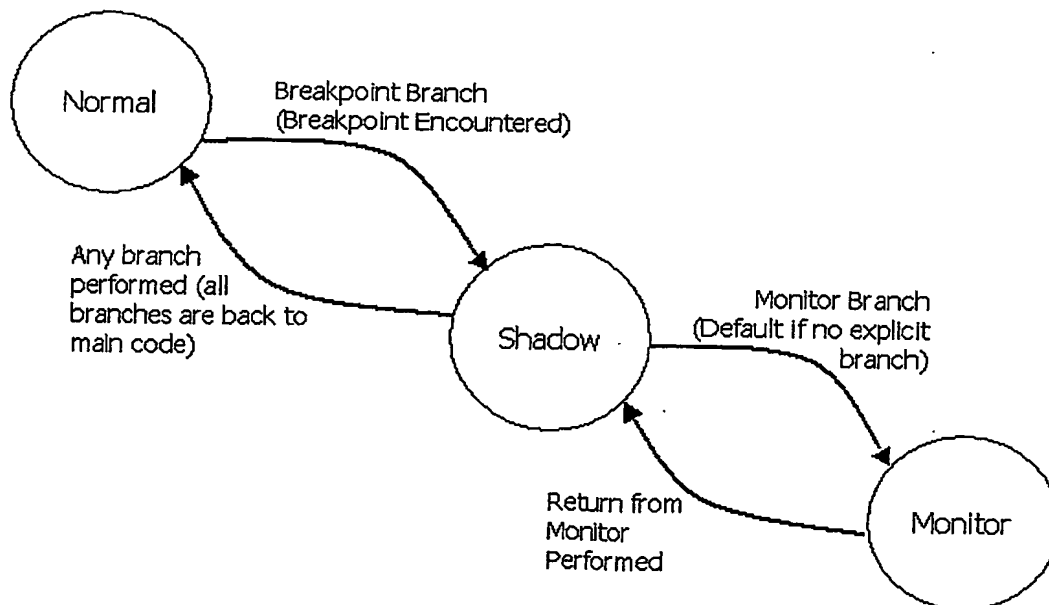 Normal
Breakpoint Branch
(Breakpoint Encountered)
Any branch
performed (all
branches are back to
main code)
Shadow
Monitor Branch
(Default if no explicit
branch)
Return from
Monitor
Performed
Monitor